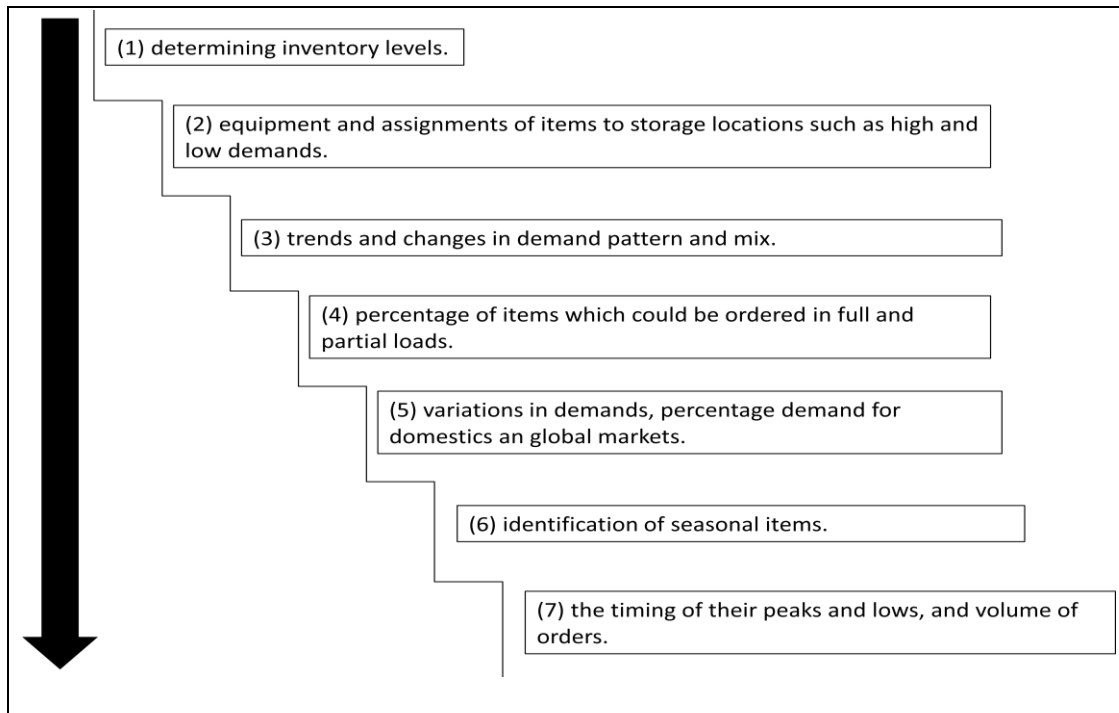 (1) determining inventory levels.
(2) equipment and assignments of items to storage locations such as high and
low demands.
(3) trends and changes in demand pattern and mix.
(4) percentage of items which could be ordered in full and
partial loads.
(5) variations in demands, percentage demand for
domestics an global markets.
(6) identification of seasonal items.
(7) the timing of their peaks and lows, and volume of
orders.